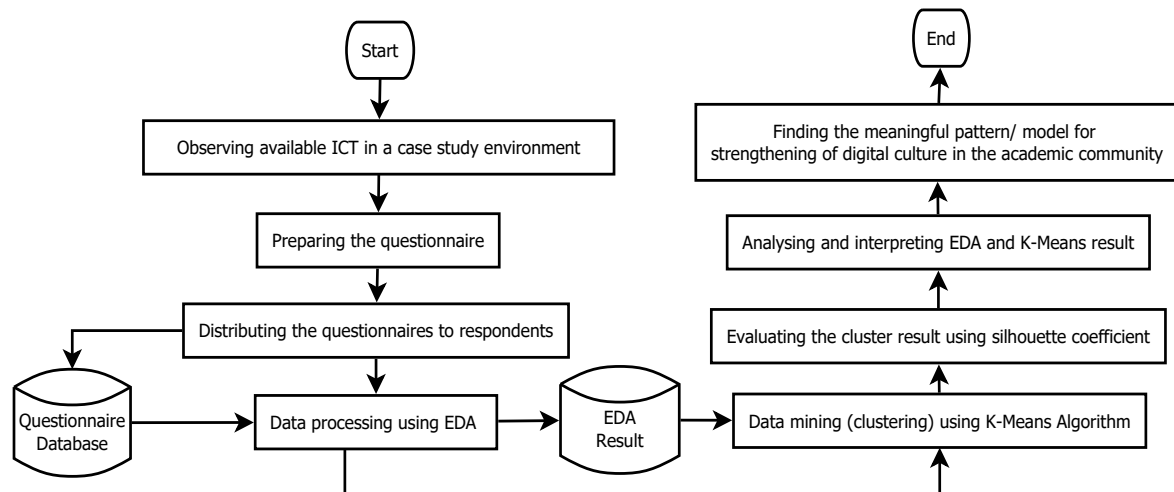 Start
Observing available ICT in a case study environment
Preparing the questionnaire
Distributing the questionnaires to respondents
Questionnaire
Database
Data processing using EDA
EDA
Result
Data mining (clustering) using K-Means Algorithm
Evaluating the cluster result using silhouette coefficient
Analysing and interpreting EDA and K-Means result
Finding the meaningful pattern/ model for
strengthening of digital culture in the academic community
End